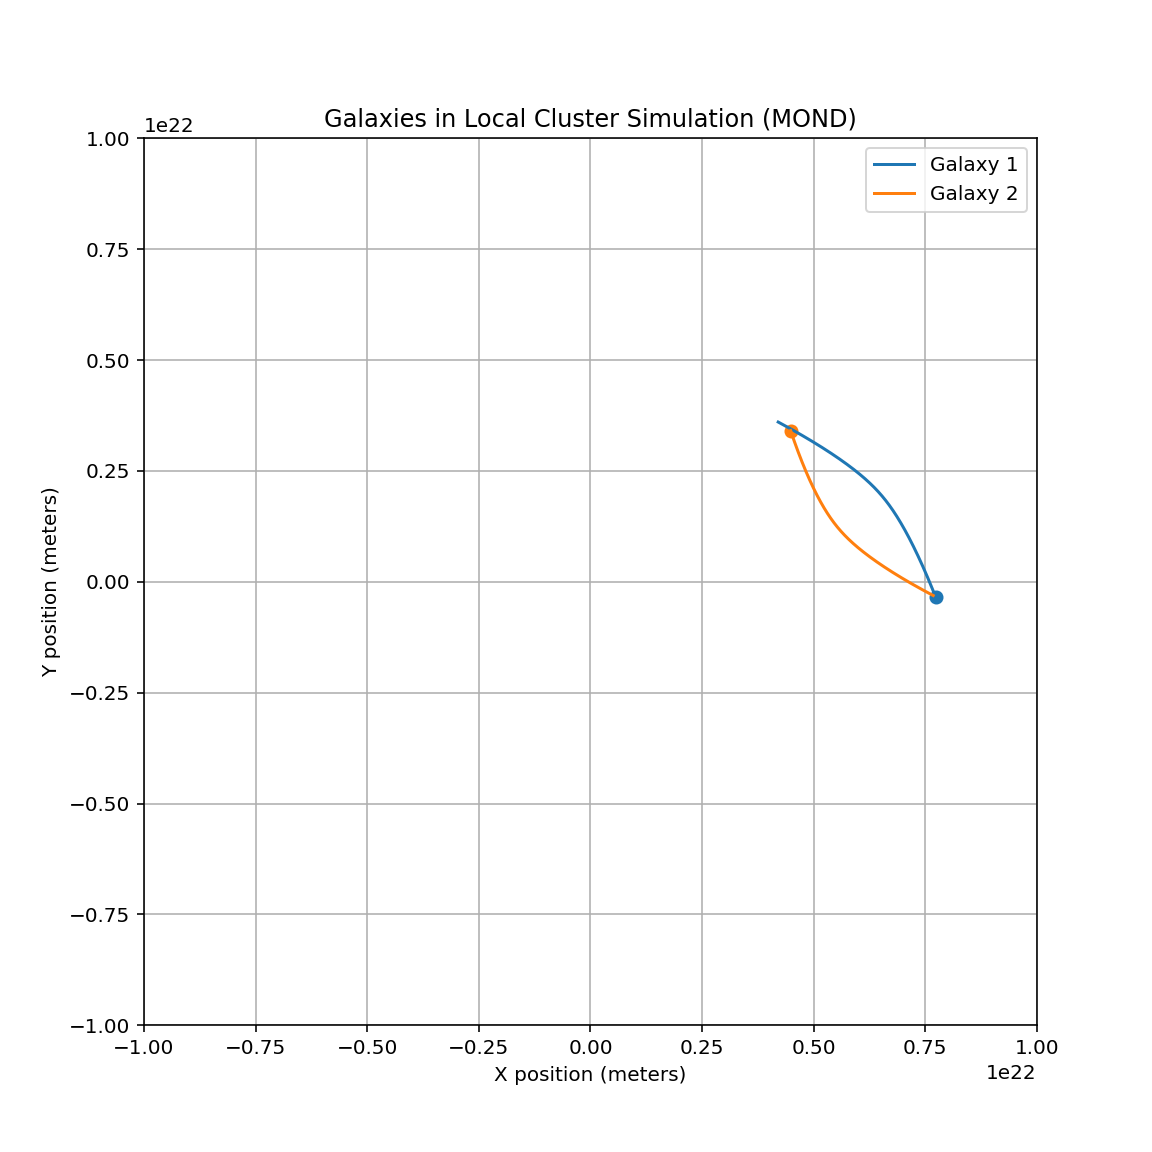 Galaxies in Local Cluster Simulation (MOND)
1e22
Galaxy 1
Galaxy 2
1.00
0.75
0.50
0.25
0.00
−0.25
−0.50
−0.75
−1.00
Y position (meters)
−1.00 −0.75 −0.50 −0.25 0.00 0.25 0.50 0.75 1.00
X position (meters)
1e22